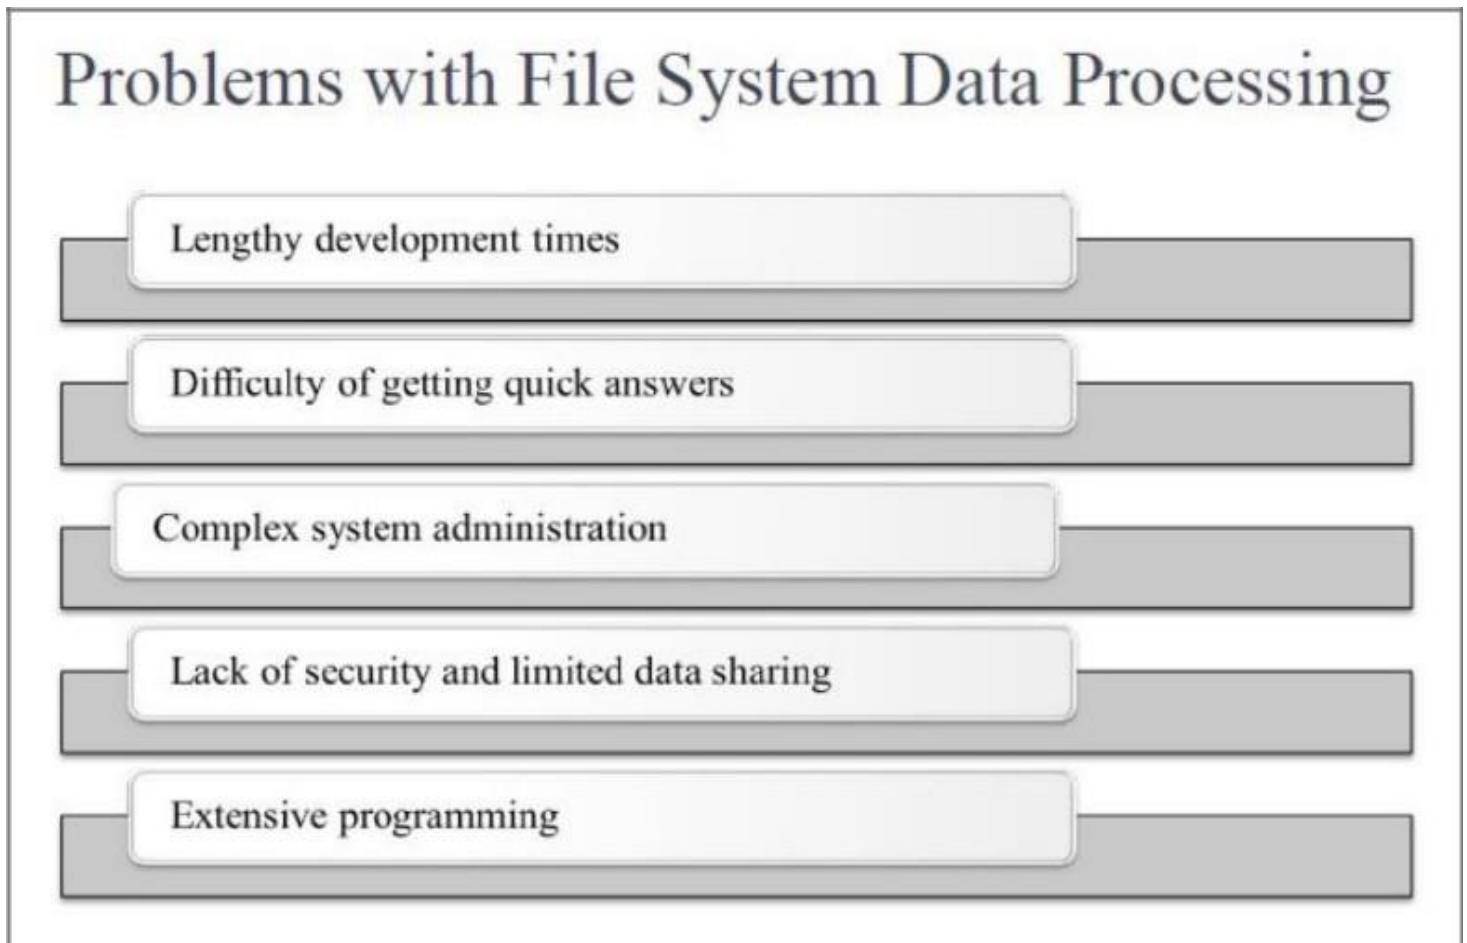 Problems with File System Data Processing
Lengthy development times
Difficulty of getting quick answers
Complex system administration
Lack of security and limited data sharing
Extensive programming